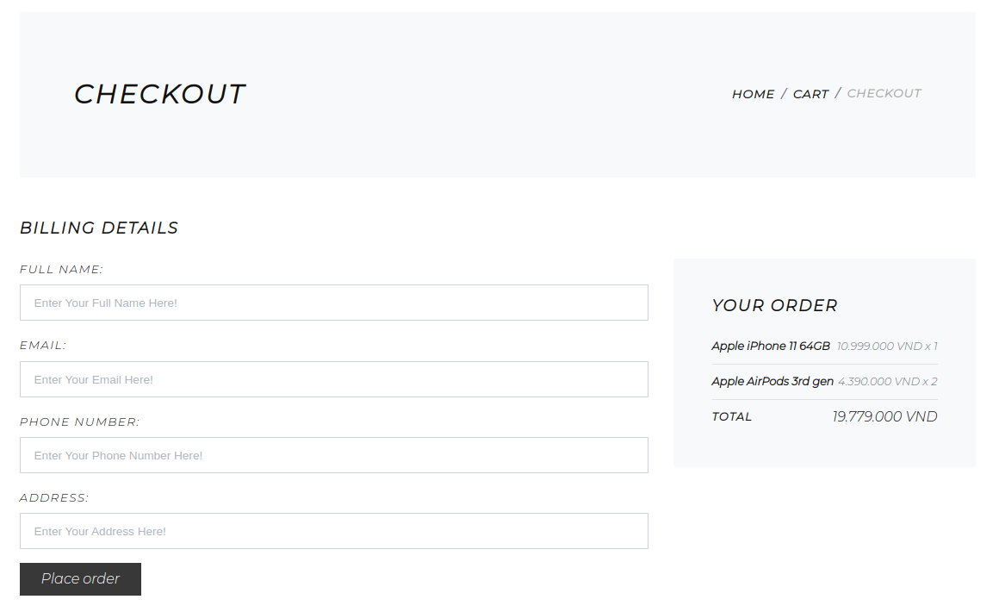 CHECKOUT
HOME / CART / CHECKOUT
BILLING DETAILS
FULL NAME:
Enter Your Full Name Here!
EMAIL:
Enter Your Email Here!
PHONE NUMBER:
Enter Your Phone Number Here!
ADDRESS:
Enter Your Address Here!
Place order
YOUR ORDER
Apple iPhone 11 64GB 10.999.000 VND x 1
Apple AirPods 3rd gen 4.390.000 VND x 2
TOTAL 19.779.000 VND